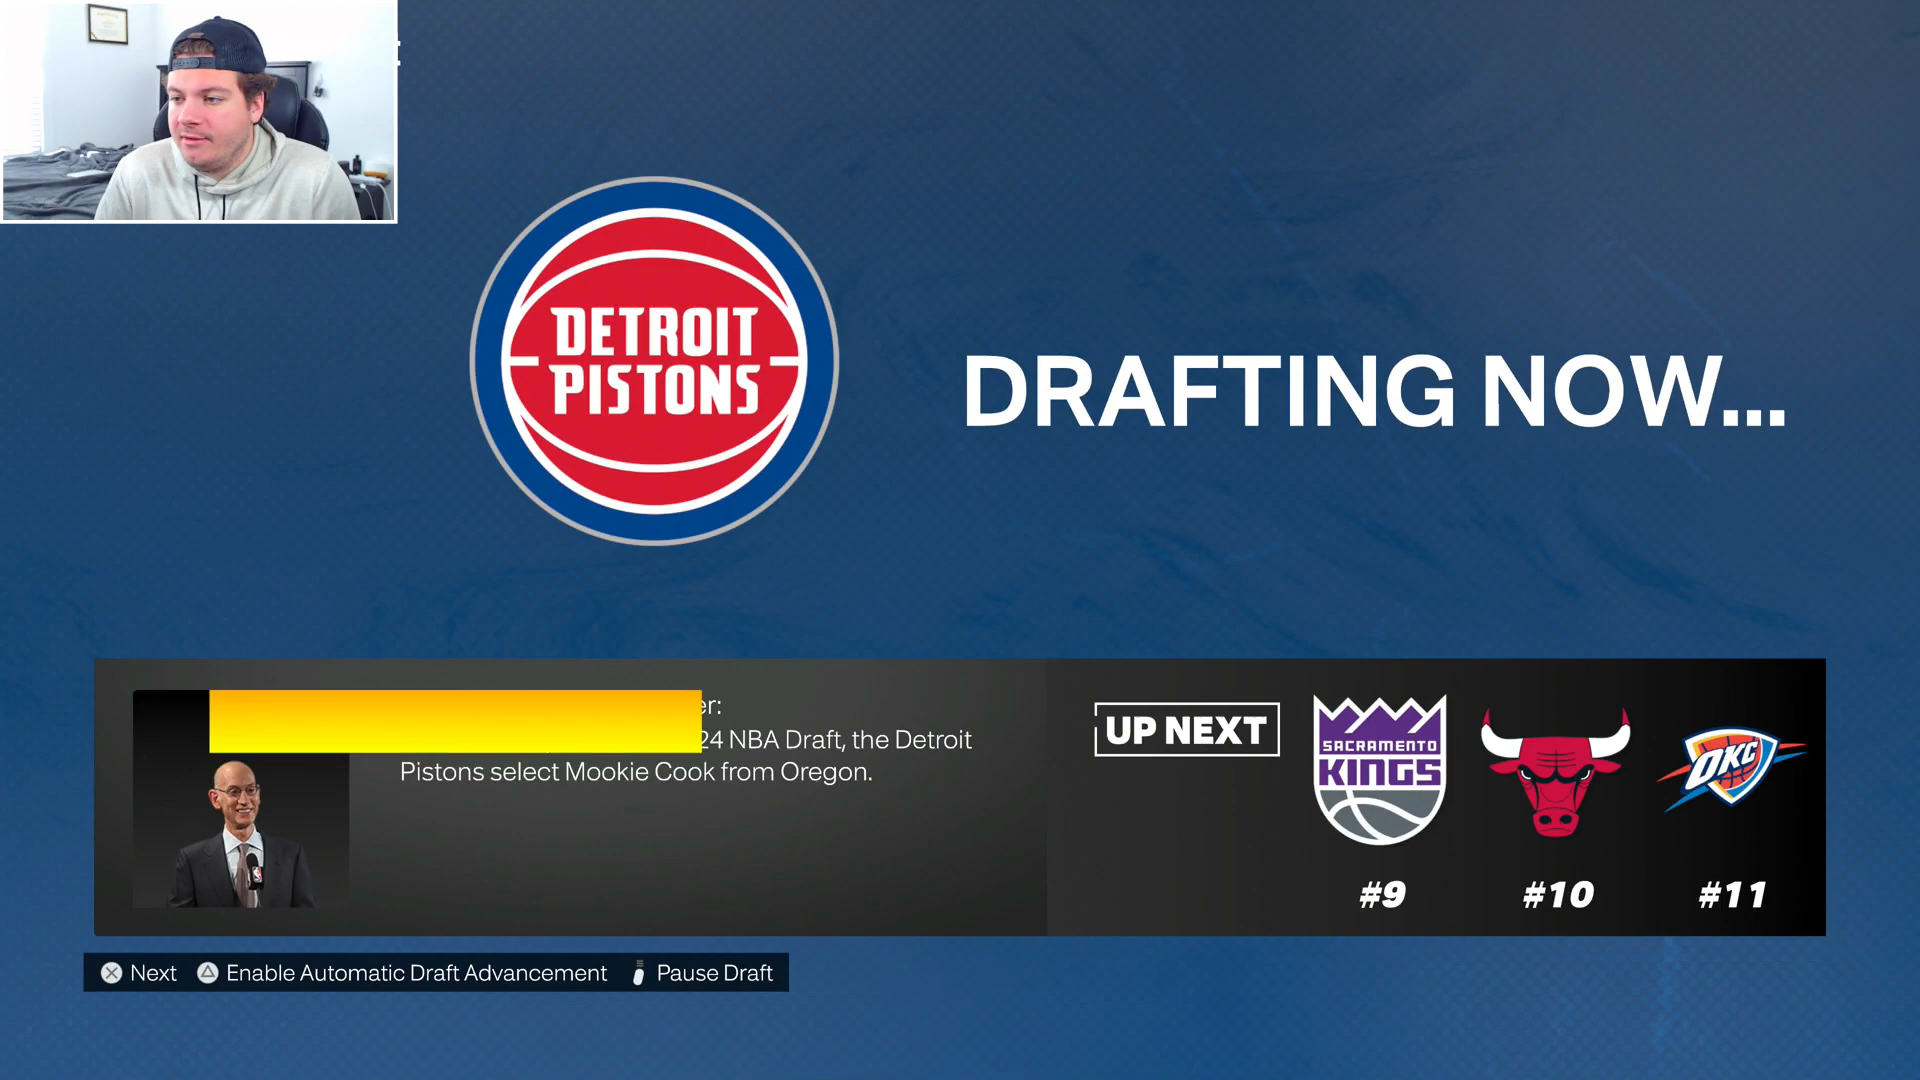 DETROIT
PISTONS
DRAFTING NOW...
er:
24 NBA Draft, the Detroit
Pistons select Mookie Cook from Oregon.
UP NEXT
SACRAMENTO
KINGS
OKC
#9
#10
#11
Next
Enable Automatic Draft Advancement
Pause Draft